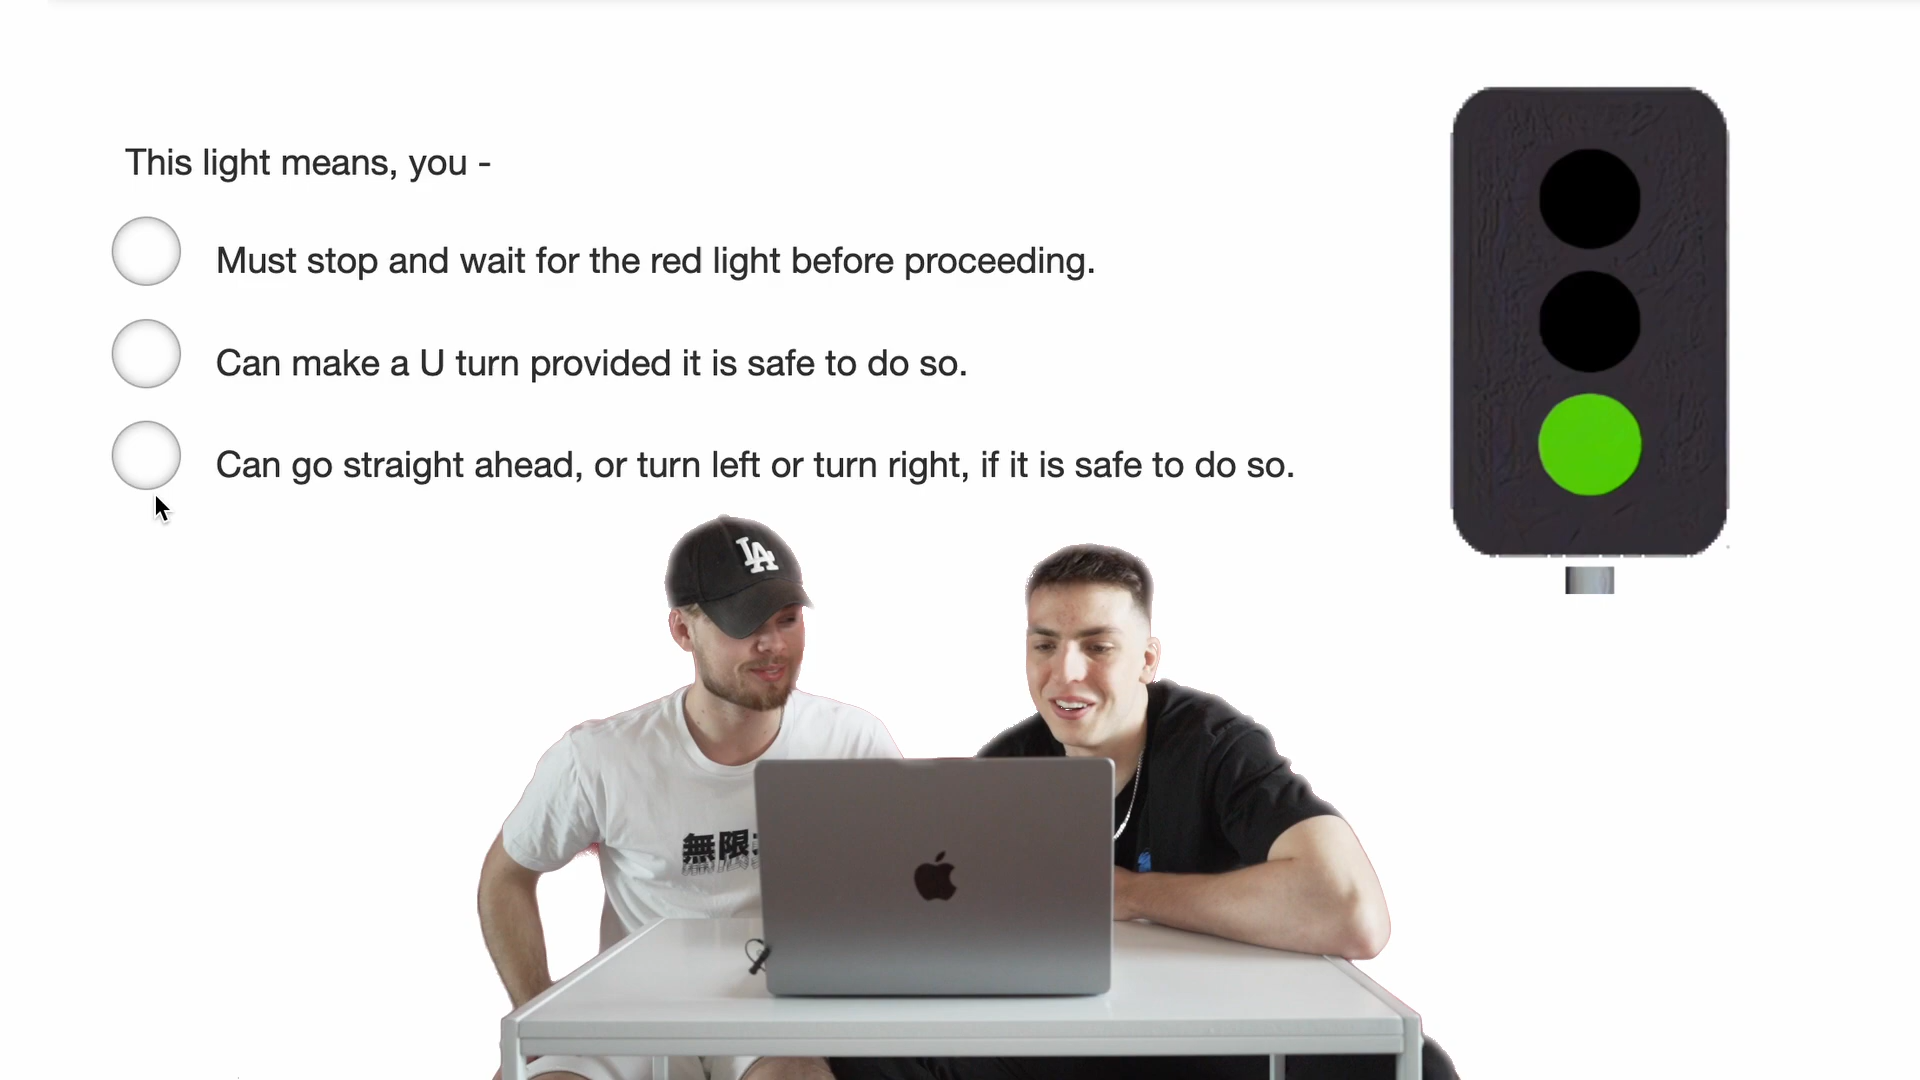 This light means, you -
Must stop and wait for the red light before proceeding.
Can make a U turn provided it is safe to do so.
Can go straight ahead, or turn left or turn right, if it is safe to do so.
LA
無限